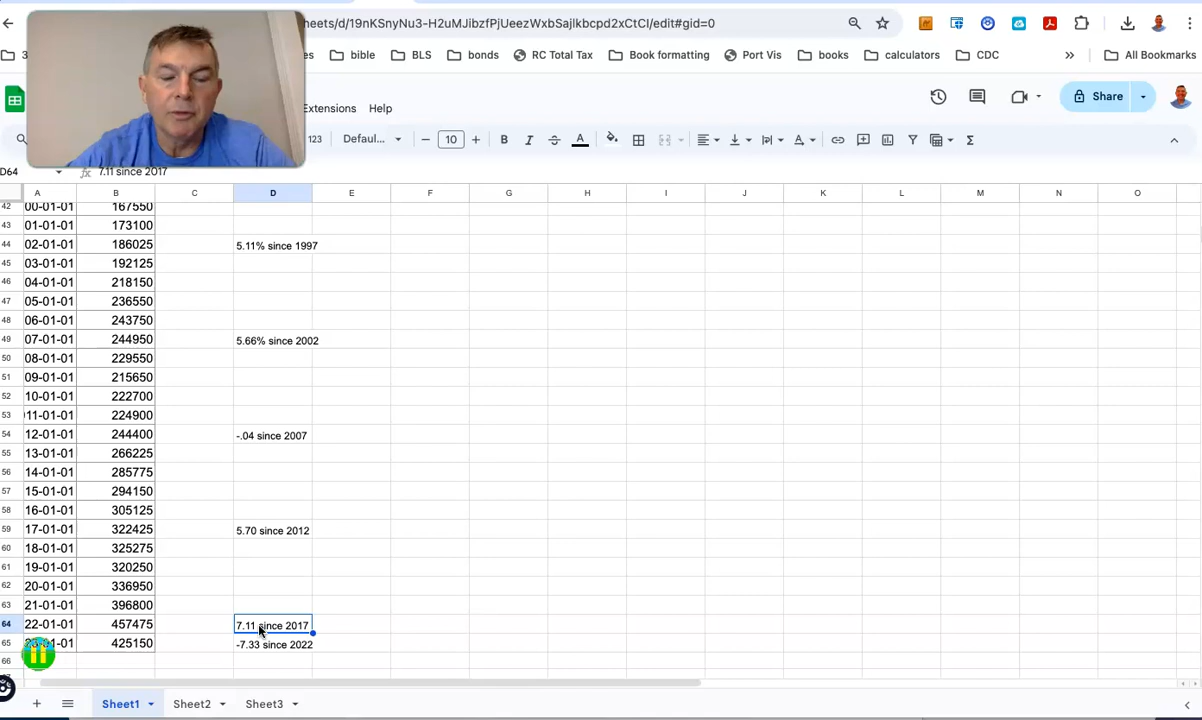 heets/d/19nKSnyNu3-H2uMJibzfPjUeezWxbSajlkbcpd2xCtCI/edit#gid=0
3
bible
BLS
bonds
RC Total Tax
Book formatting
Port Vis
books
calculators
CDC
»
All Bookmarks
Extensions Help
Share
123 Defaul... − 10 + B I A Σ
D64 fx 7.11 since 2017
A B C D E F G H I J K L M N O
42 00-01-01 167550
43 01-01-01 173100
44 02-01-01 186025 5.11% since 1997
45 03-01-01 192125
46 04-01-01 218150
47 05-01-01 236550
48 06-01-01 243750
49 07-01-01 244950 5.66% since 2002
50 08-01-01 229550
51 09-01-01 215650
52 10-01-01 222700
53 11-01-01 224900
54 12-01-01 244400 -.04 since 2007
55 13-01-01 266225
56 14-01-01 285775
57 15-01-01 294150
58 16-01-01 305125
59 17-01-01 322425 5.70 since 2012
60 18-01-01 325275
61 19-01-01 320250
62 20-01-01 336950
63 21-01-01 396800
64 22-01-01 457475 7.11 since 2017
65 -01-01 425150 -7.33 since 2022
66
Sheet1 Sheet2 Sheet3